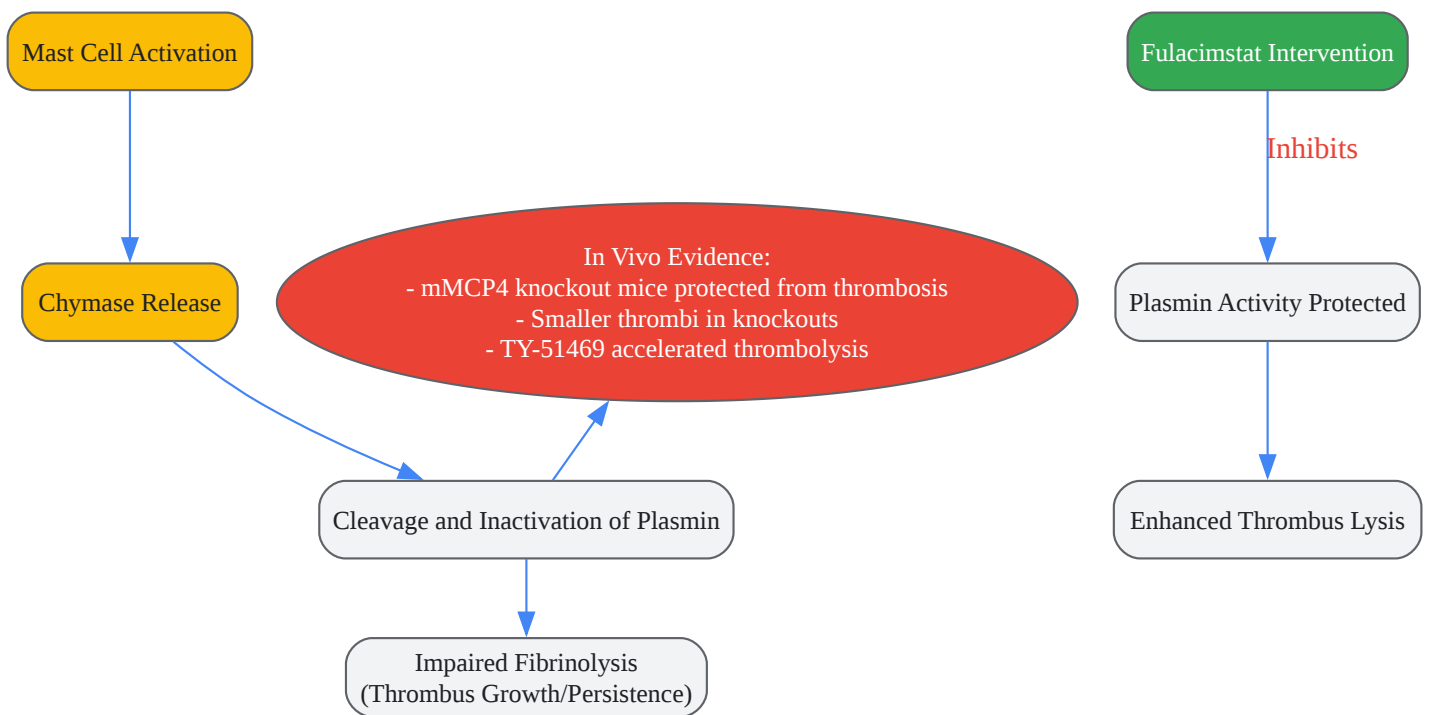 Mast Cell Activation
Fulacimstat Intervention
Inhibits
In Vivo Evidence:
- mMCP4 knockout mice protected from thrombosis
- Smaller thrombi in knockouts
- TY-51469 accelerated thrombolysis
Chymase Release
Plasmin Activity Protected
Cleavage and Inactivation of Plasmin
Enhanced Thrombus Lysis
Impaired Fibrinolysis
(Thrombus Growth/Persistence)